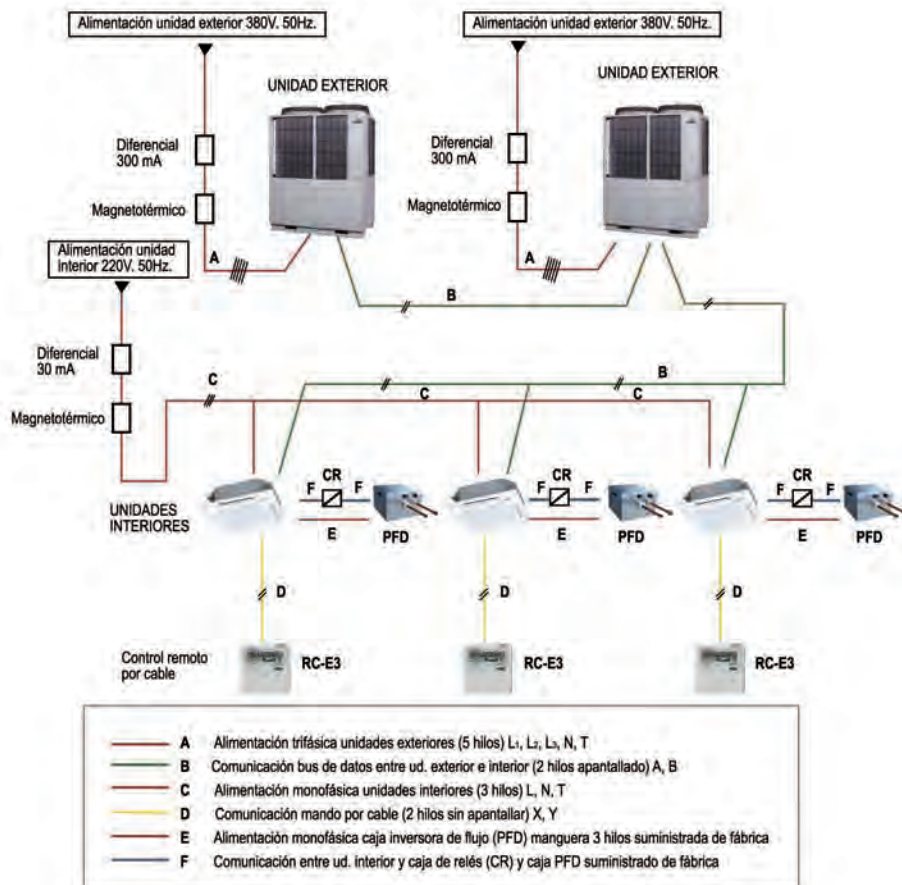 Alimentación unidad exterior 380V. 50Hz.
Alimentación unidad exterior 380V. 50Hz.
UNIDAD EXTERIOR
UNIDAD EXTERIOR
Diferencial
300 mA
Diferencial
300 mA
Magnetotérmico
Magnetotérmico
A
A
Alimentación unidad
Interior 220V. 50Hz.
B
Diferencial
30 mA
Magnetotérmico
C
B
C
C
UNIDADES
INTERIORES
F
CR
F
E
PFD
F
CR
F
E
PFD
F
CR
F
E
PFD
D
D
D
Control remoto
por cable
RC-E3
RC-E3
RC-E3
A Alimentación trifásica unidades exteriores (5 hilos) L1, L2, L3, N, T
B Comunicación bus de datos entre ud. exterior e interior (2 hilos apantallado) A, B
C Alimentación monofásica unidades interiores (3 hilos) L, N, T
D Comunicación mando por cable (2 hilos sin apantallar) X, Y
E Alimentación monofásica caja inversora de flujo (PFD) manguera 3 hilos suministrada de fábrica
F Comunicación entre ud. interior y caja de relés (CR) y caja PFD suministrado de fábrica